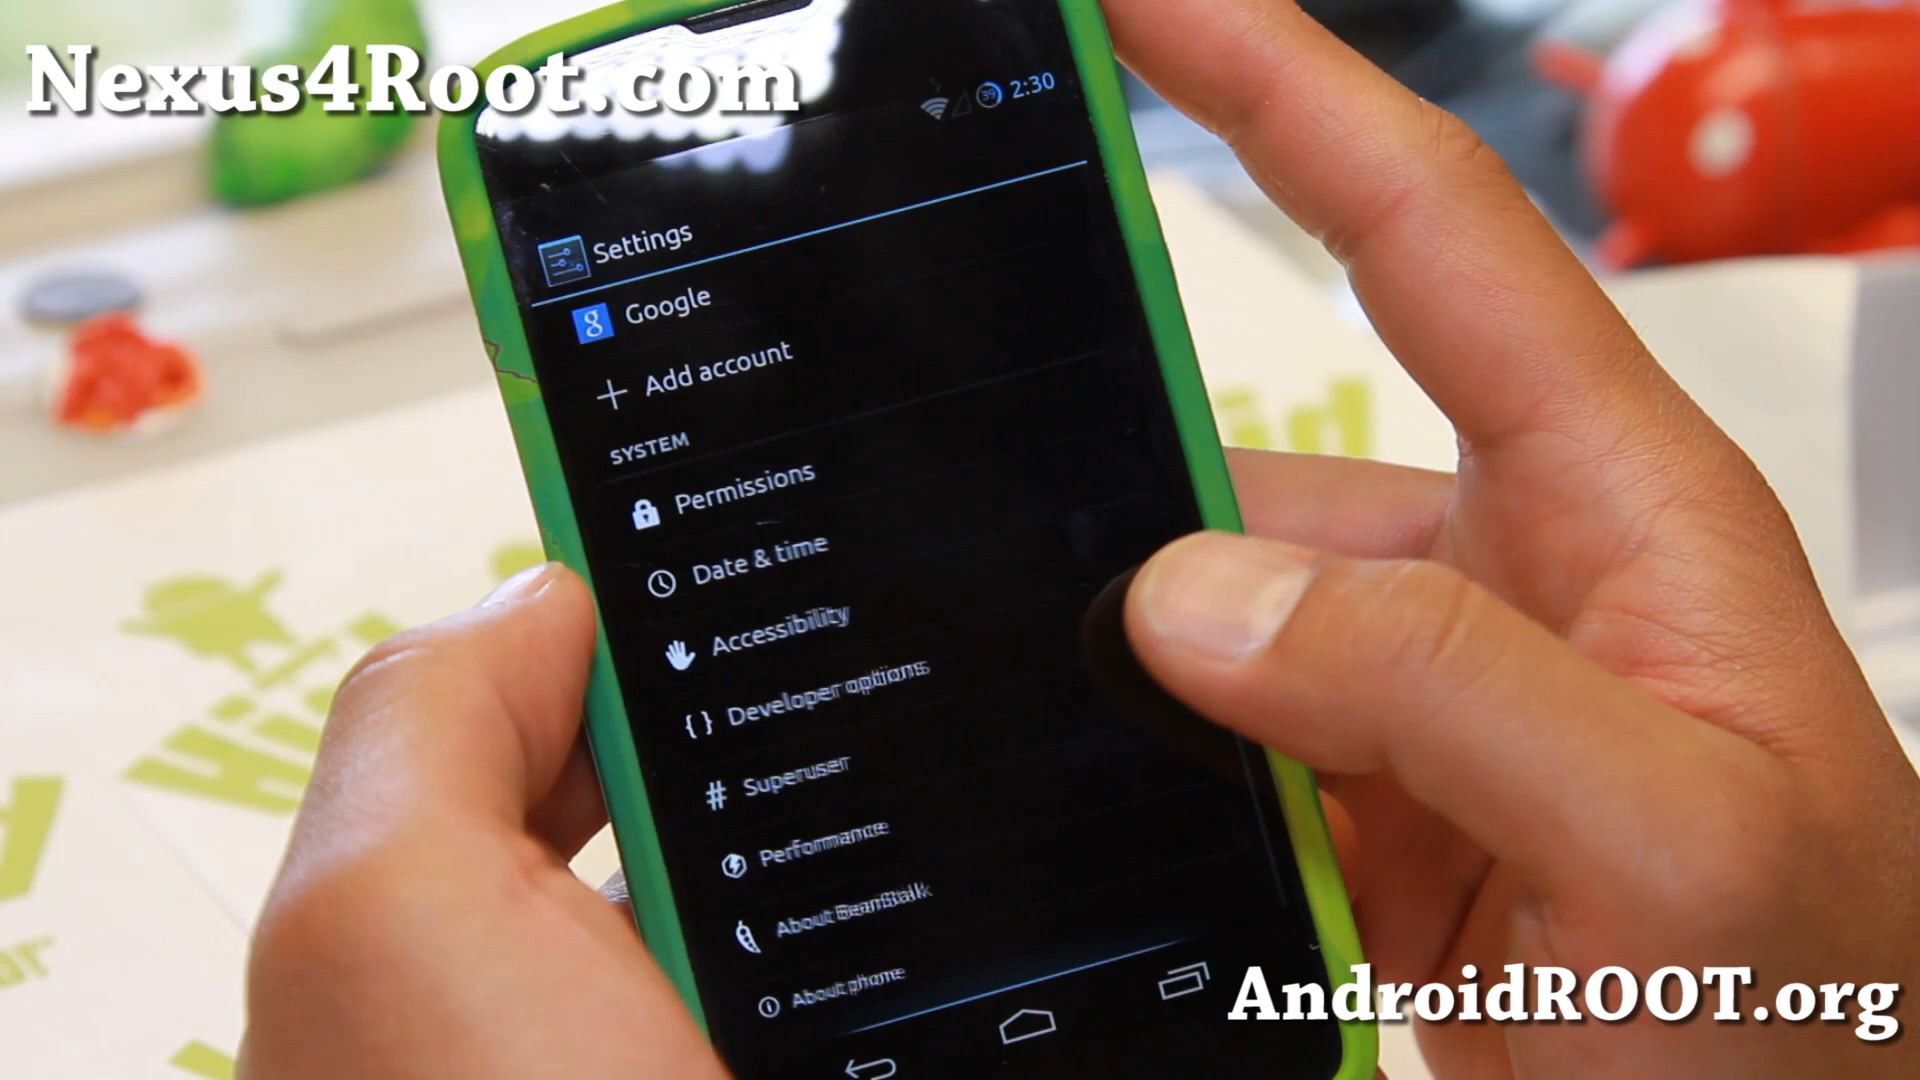 Nexus4Root.com
39 2:30
Settings
g Google
Add account
SYSTEM
Permissions
Date & time
Accessibility
{ } Developer options
# Superuser
Performance
About BeanStalk
About phone
AndroidROOT.org